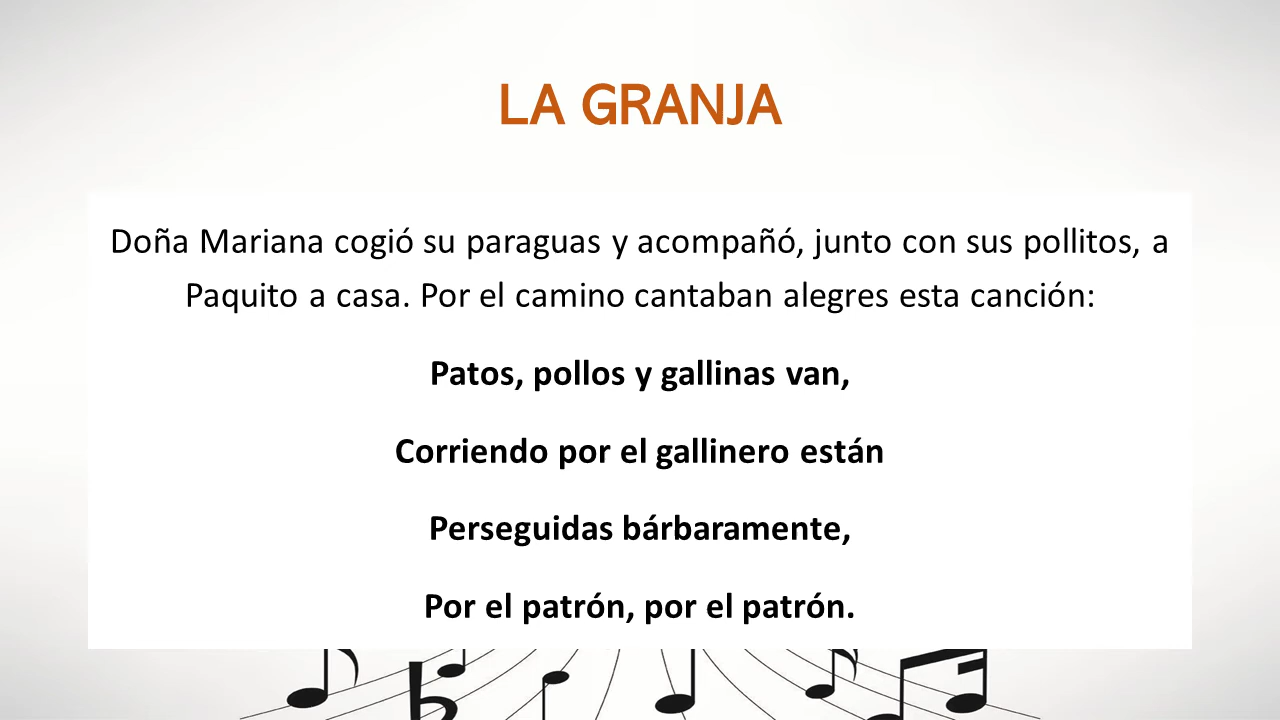 LA GRANJA
Doña Mariana cogió su paraguas y acompañó, junto con sus pollitos, a
Paquito a casa. Por el camino cantaban alegres esta canción:
Patos, pollos y gallinas van,
Corriendo por el gallinero están
Perseguidas bárbaramente,
Por el patrón, por el patrón.